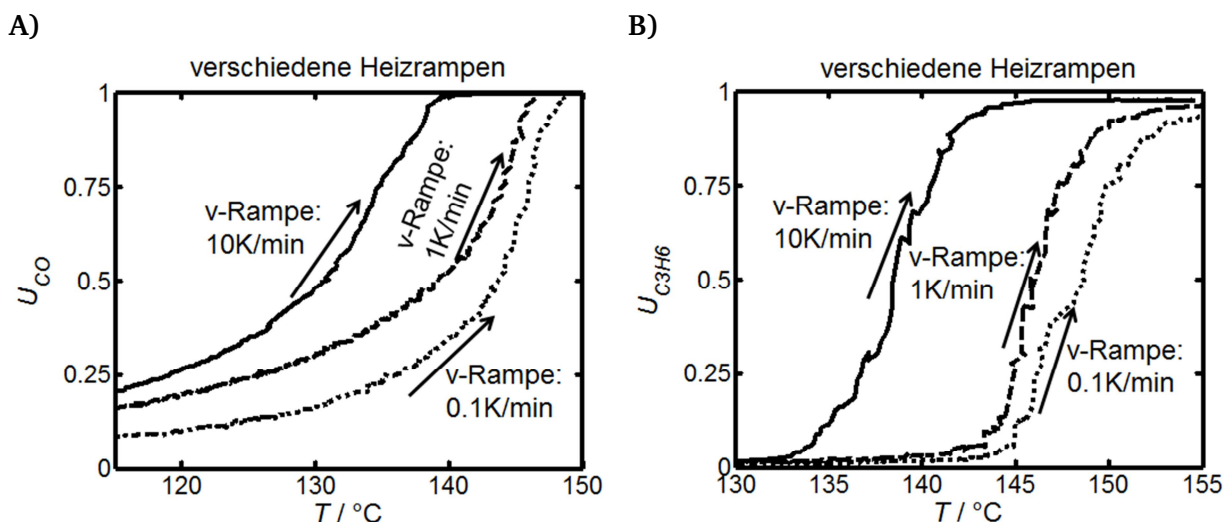 A)
verschiedene Heizrampen
U_CO
1
0.75
0.5
0.25
0
v-Rampe:
10K/min
v-Rampe:
1K/min
v-Rampe:
0.1K/min
120 130 140 150
T / °C
B)
verschiedene Heizrampen
U_C3H6
1
0.75
0.5
0.25
0
v-Rampe:
10K/min
v-Rampe:
1K/min
v-Rampe:
0.1K/min
130 135 140 145 150 155
T / °C